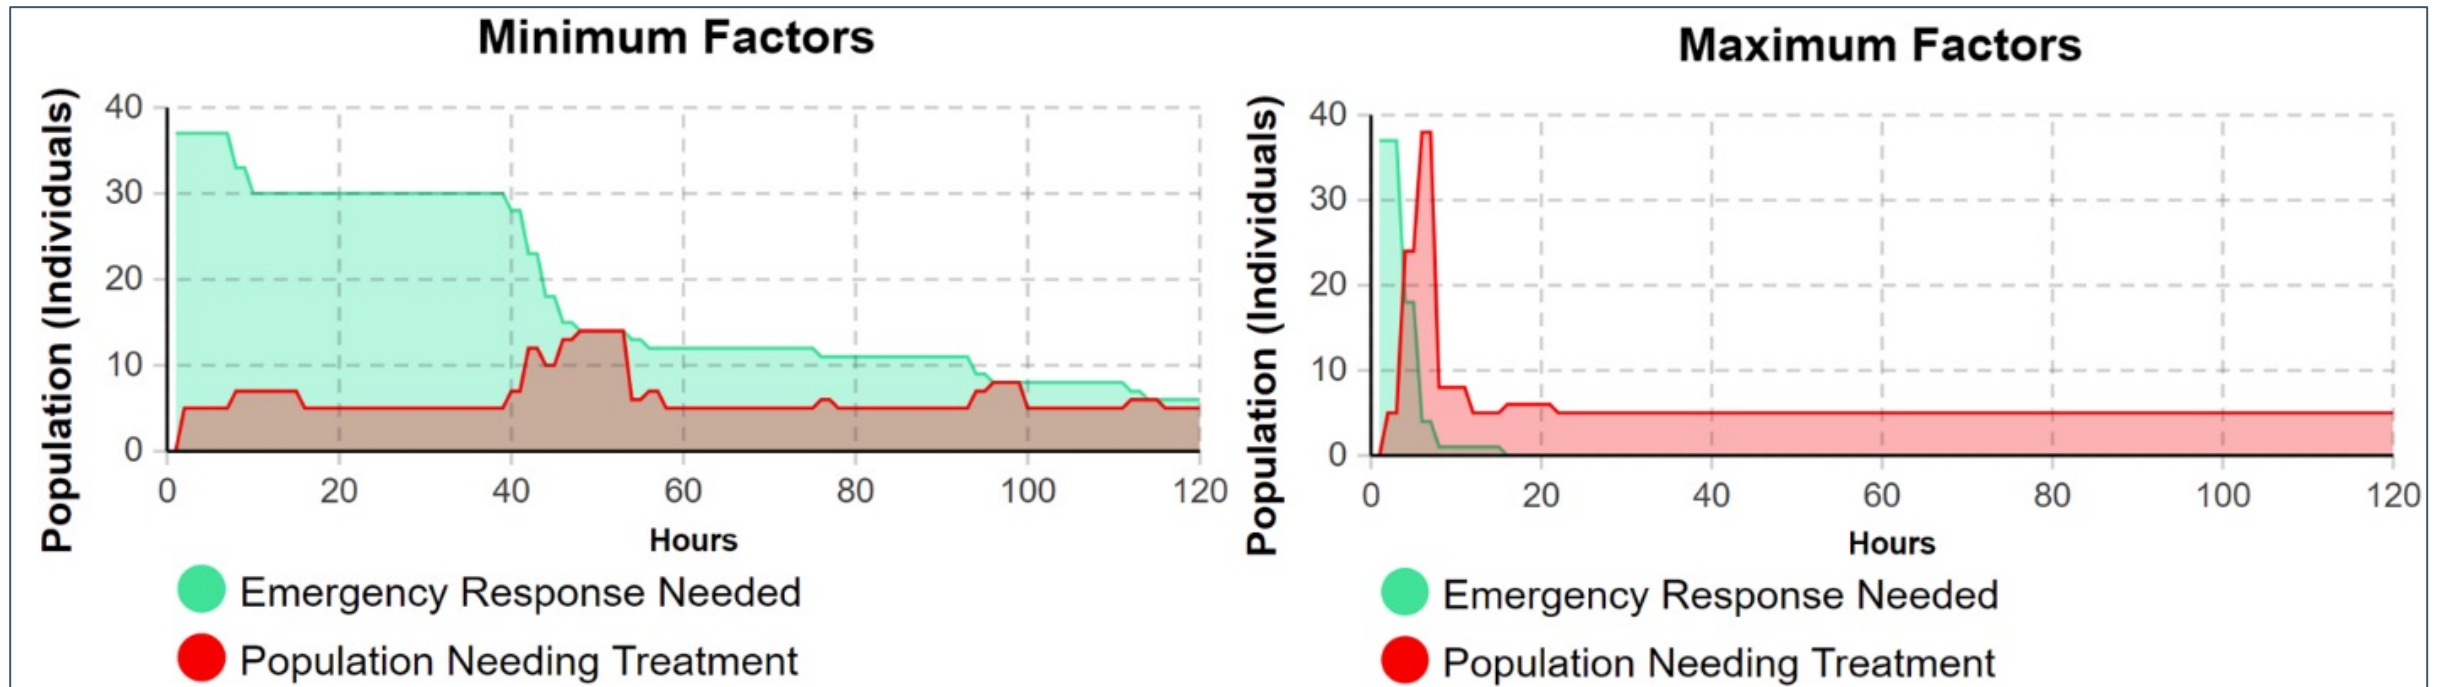 Minimum Factors
Population (Individuals)
40
30
20
10
0
0 20 40 60 80 100 120
Hours
Emergency Response Needed
Population Needing Treatment
Maximum Factors
Population (Individuals)
40
30
20
10
0
0 20 40 60 80 100 120
Hours
Emergency Response Needed
Population Needing Treatment